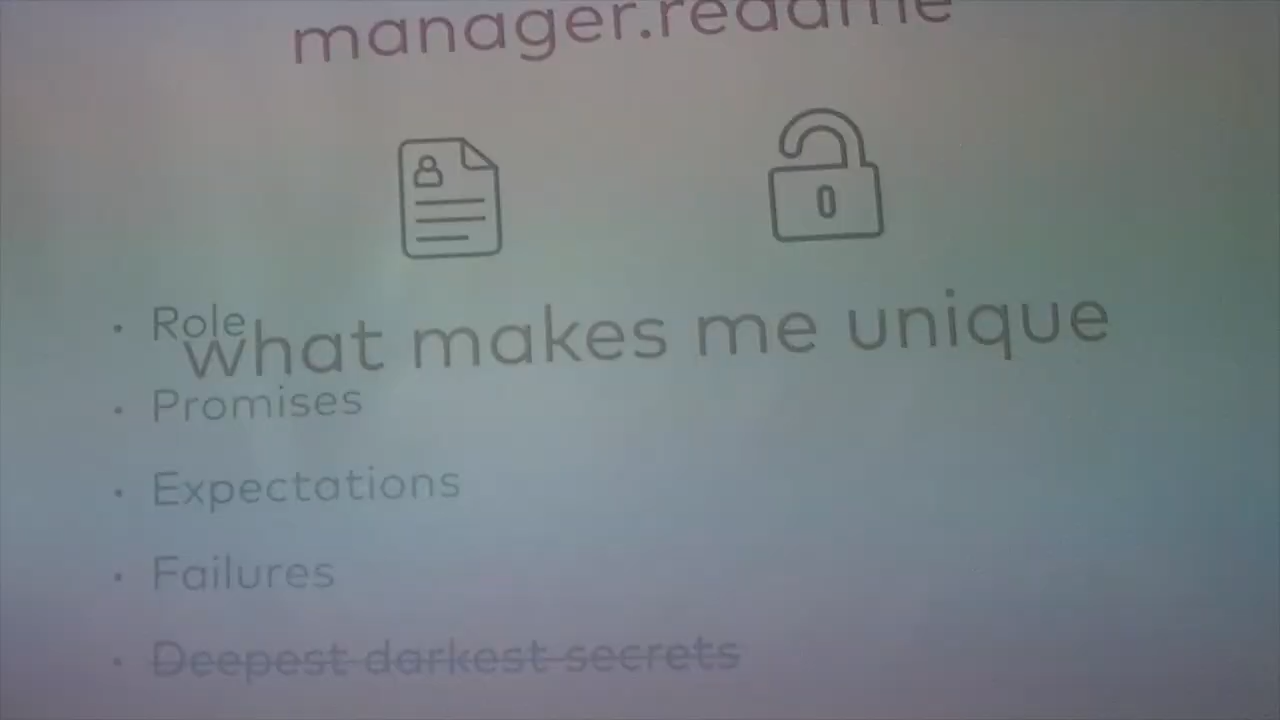 manager.readme
Role
what makes me unique
Promises
Expectations
Failures
Deepest darkest secrets